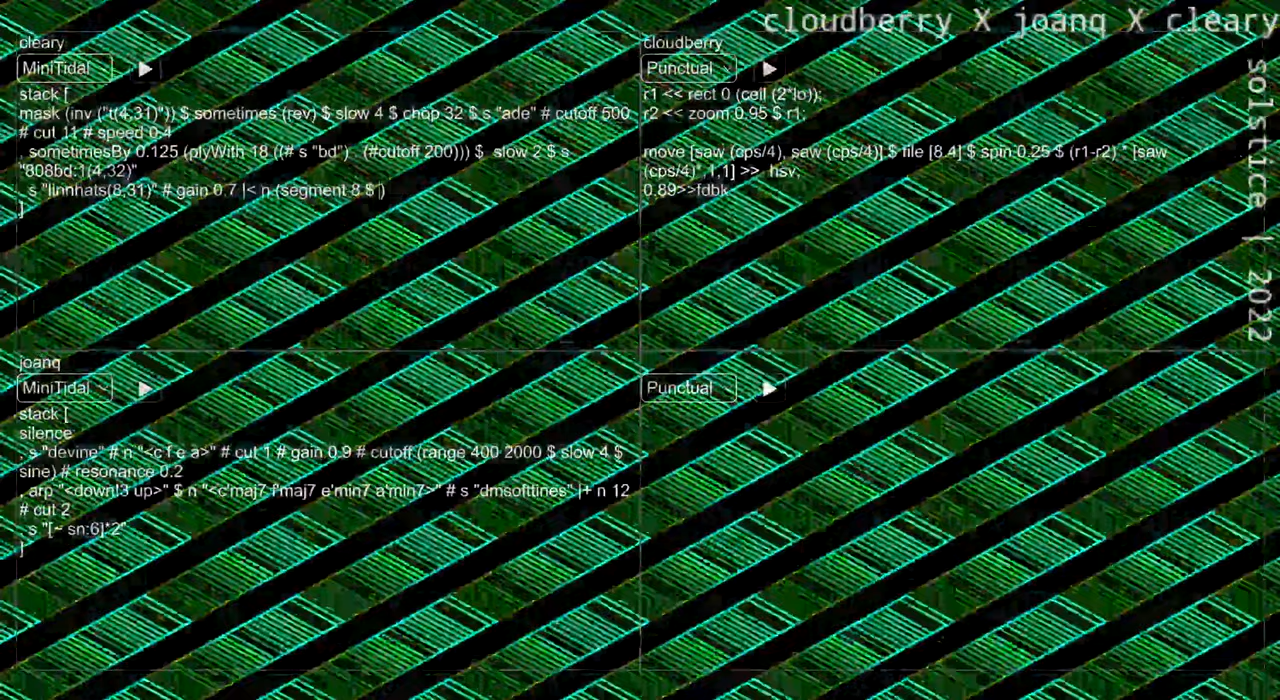 cloudberry X joanq X cleary
solstice | 2022
cleary
MiniTidal
stack [
mask (inv ("t(4,31)")) $ sometimes (rev) $ slow 4 $ chop 32 $ s "ade" # cutoff 500
# cut 11 # speed 0.4
, sometimesBy 0.125 (plyWith 18 ((# s "bd") . (#cutoff 200))) $ slow 2 $ s
"808bd:1(4,32)"
, s "linnhats(8,31)" # gain 0.7 |< n (segment 8 $ )
]
cloudberry
Punctual
r1 << rect 0 (cell (2*lo));
r2 << zoom 0.95 $ r1;
move [saw (cps/4), saw (cps/4)] $ tile [8,4] $ spin 0.25 $ (r1-r2) * [saw
(cps/4),1,1] >> hsv;
0.89>>fdbk
joanq
MiniTidal
stack [
silence
, s "devine" # n "<c f e a>" # cut 1 # gain 0.9 # cutoff (range 400 2000 $ slow 4 $
sine) # resonance 0.2
, arp "<down!3 up>" $ n "<c'maj7 f'maj7 e'min7 a'min7>" # s "dmsofttines" |+ n 12
# cut 2
, s "[~ sn:6]*2"
]
Punctual